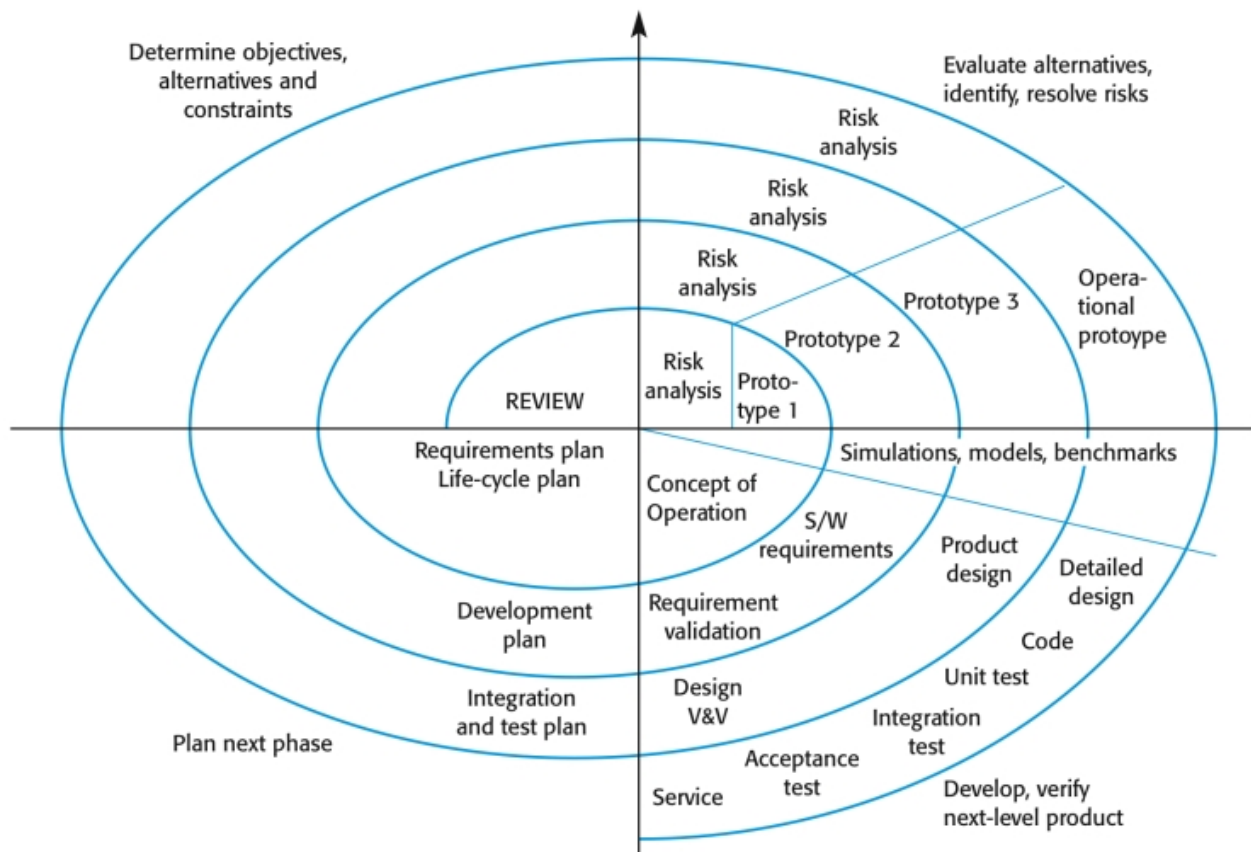 Determine objectives,
alternatives and
constraints
Evaluate alternatives,
identify, resolve risks
Risk
analysis
Risk
analysis
Risk
analysis
Risk
analysis
Proto-
type 1
Prototype 2
Prototype 3
Opera-
tional
protoype
REVIEW
Requirements plan
Life-cycle plan
Simulations, models, benchmarks
Concept of
Operation
S/W
requirements
Product
design
Detailed
design
Development
plan
Requirement
validation
Code
Unit test
Integration
and test plan
Design
V&V
Integration
test
Plan next phase
Acceptance
test
Service
Develop, verify
next-level product